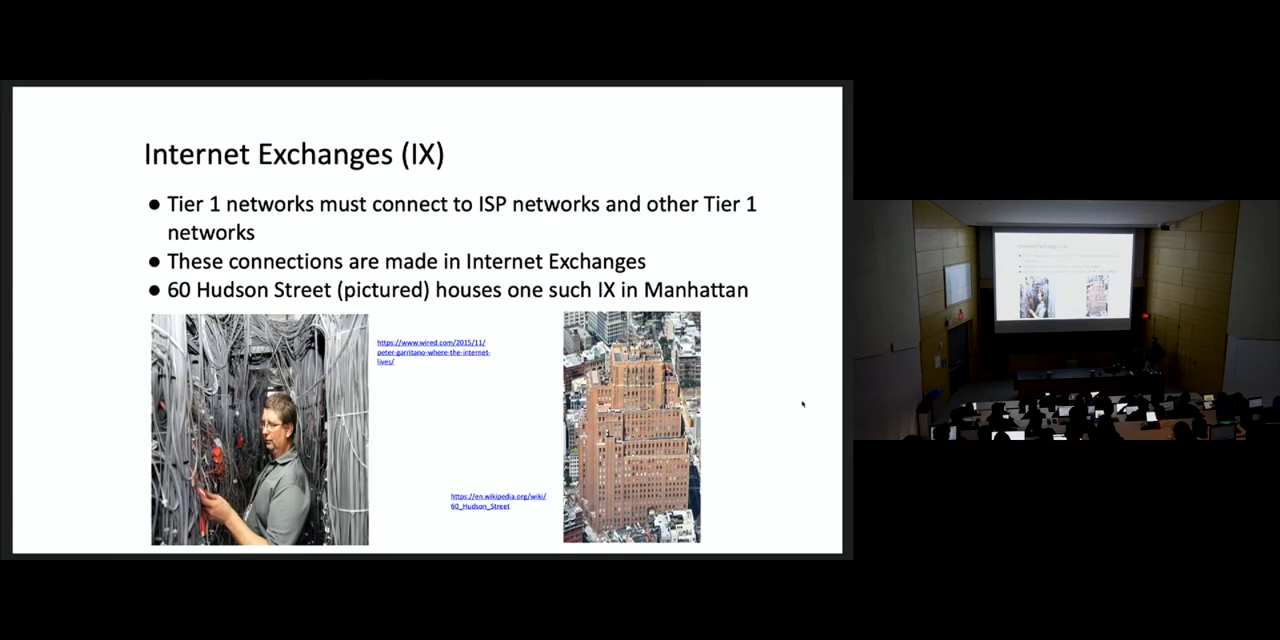 Internet Exchanges (IX)
● Tier 1 networks must connect to ISP networks and other Tier 1
networks
● These connections are made in Internet Exchanges
● 60 Hudson Street (pictured) houses one such IX in Manhattan
https://www.wired.com/2015/11/
peter-garritano-where-the-internet-
lives/
https://en.wikipedia.org/wiki/
60_Hudson_Street